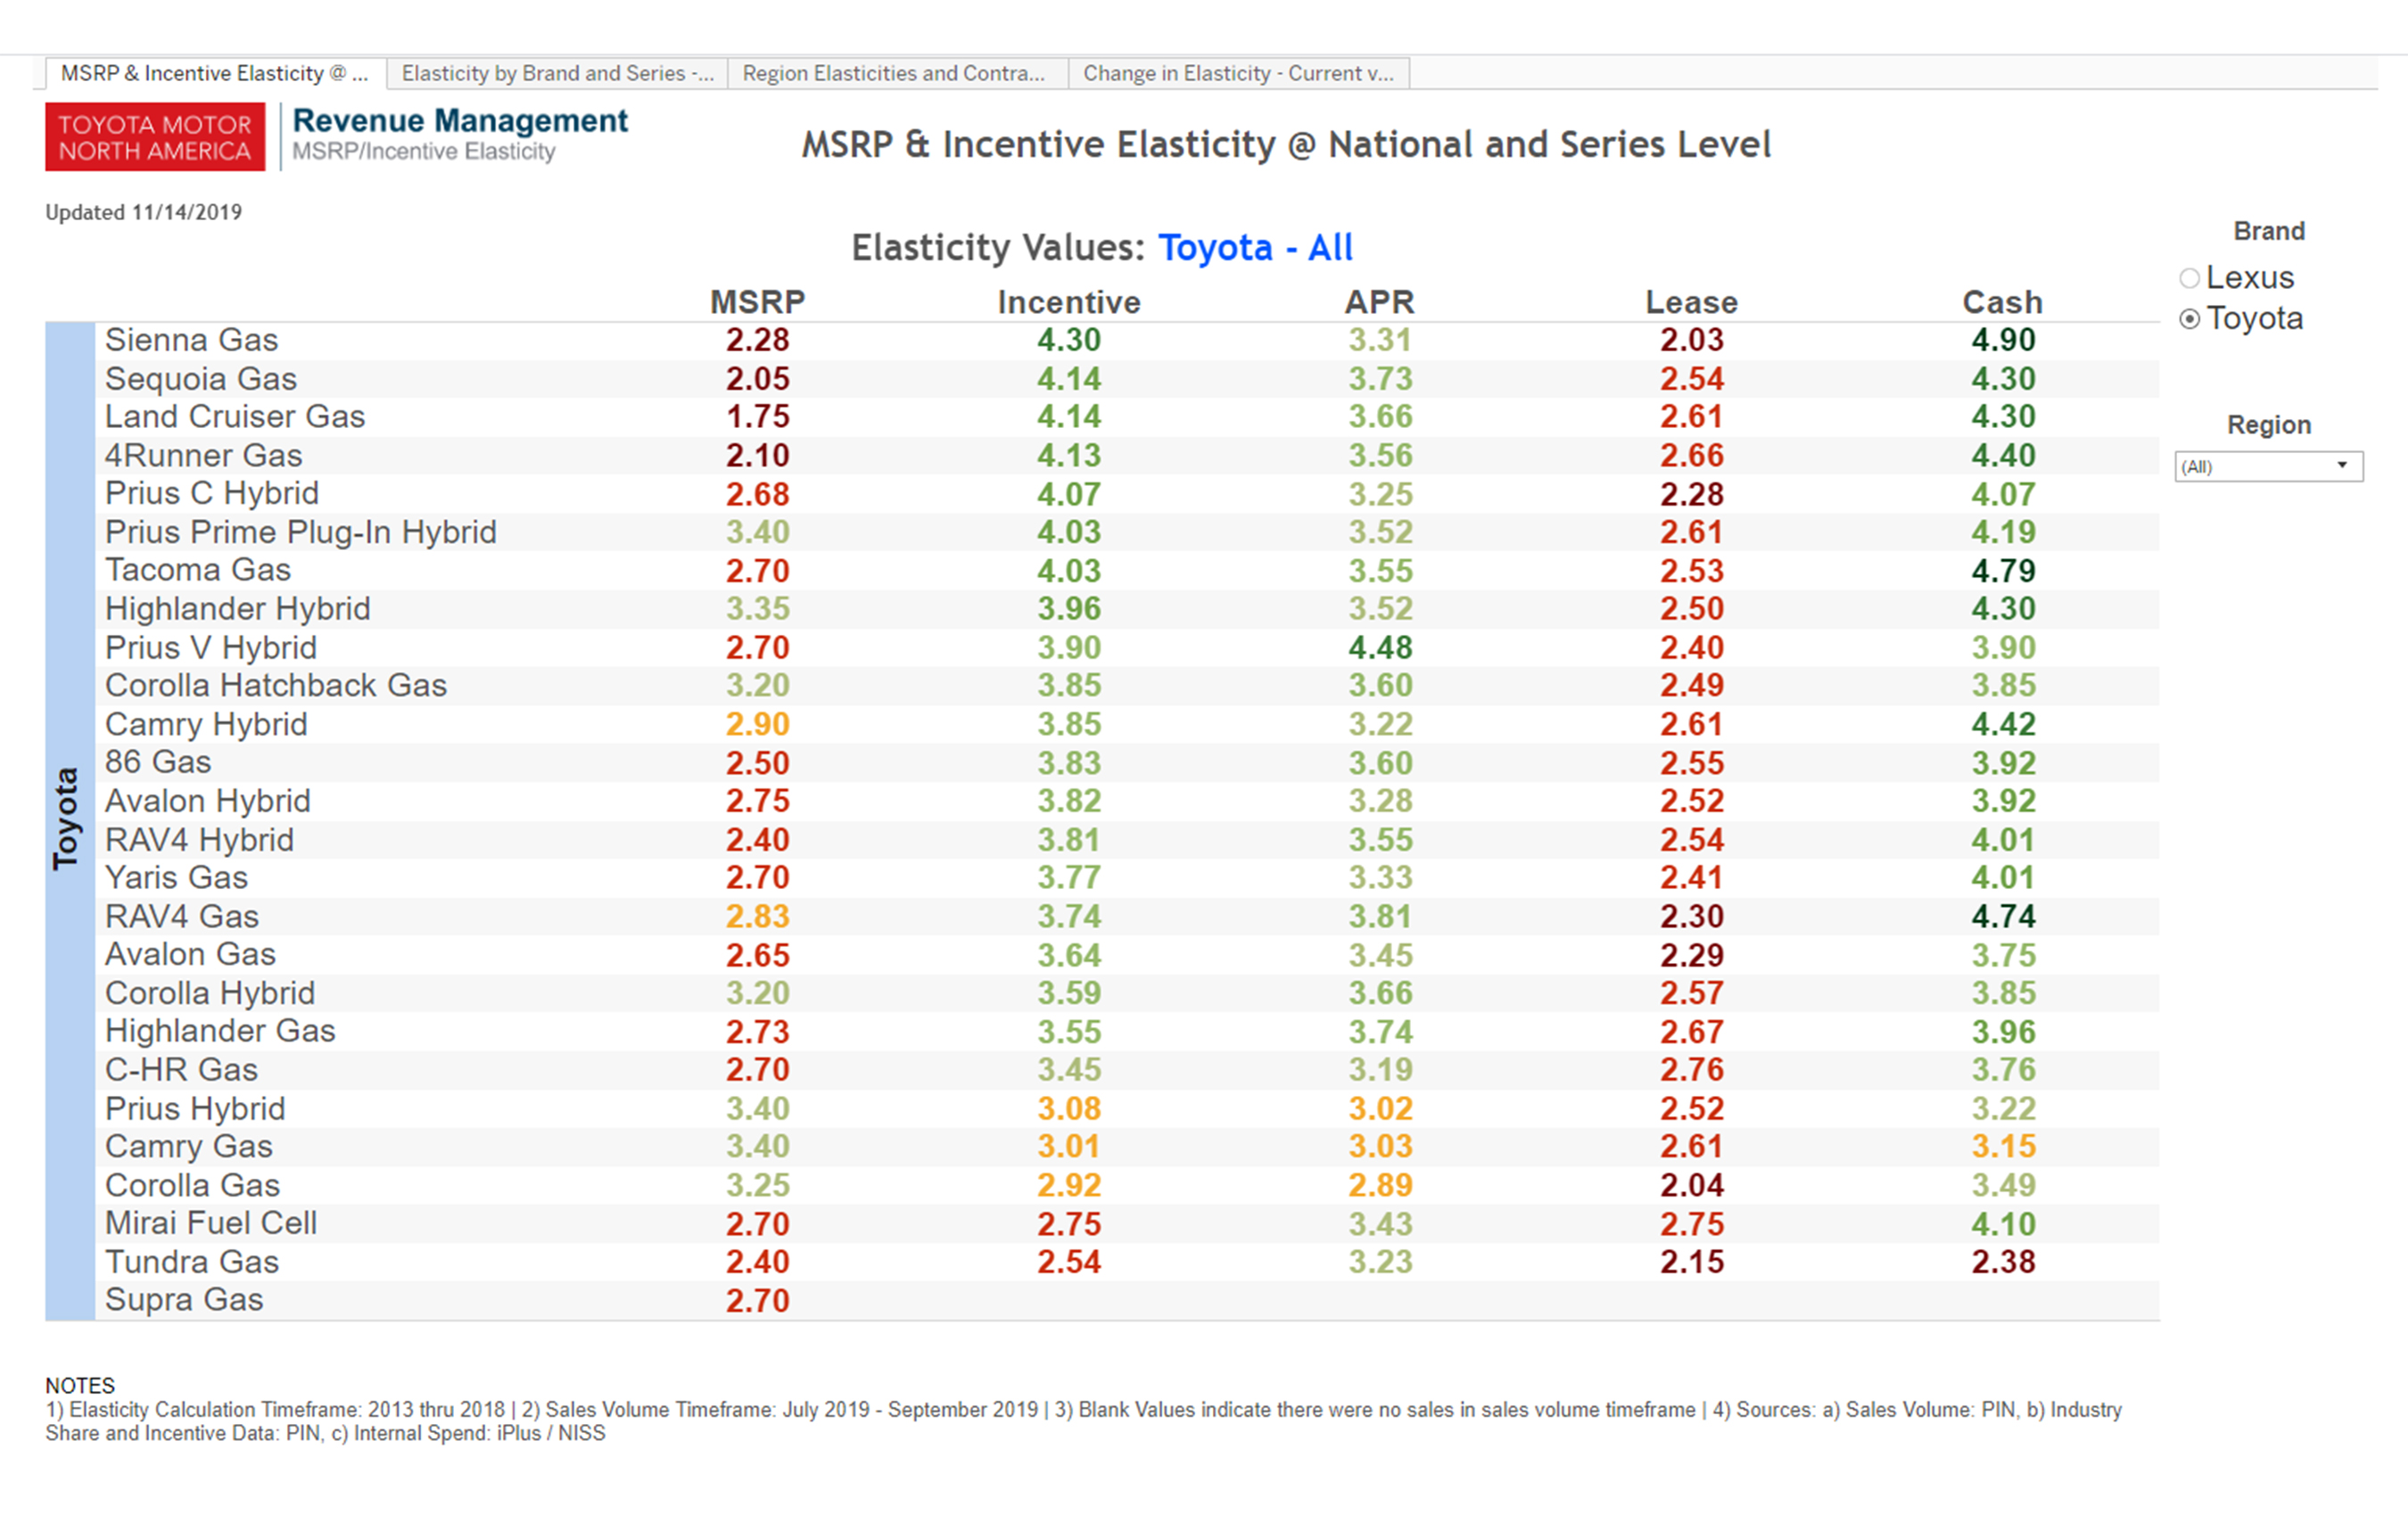 MSRP & Incentive Elasticity @ ...
Elasticity by Brand and Series -...
Region Elasticities and Contra...
Change in Elasticity - Current v...
TOYOTA MOTOR
NORTH AMERICA
Revenue Management
MSRP/Incentive Elasticity
MSRP & Incentive Elasticity @ National and Series Level
Updated 11/14/2019
Elasticity Values: Toyota - All
Brand
Lexus
Toyota
Region
(All)
MSRP Incentive APR Lease Cash
Toyota
Sienna Gas 2.28 4.30 3.31 2.03 4.90
Sequoia Gas 2.05 4.14 3.73 2.54 4.30
Land Cruiser Gas 1.75 4.14 3.66 2.61 4.30
4Runner Gas 2.10 4.13 3.56 2.66 4.40
Prius C Hybrid 2.68 4.07 3.25 2.28 4.07
Prius Prime Plug-In Hybrid 3.40 4.03 3.52 2.61 4.19
Tacoma Gas 2.70 4.03 3.55 2.53 4.79
Highlander Hybrid 3.35 3.96 3.52 2.50 4.30
Prius V Hybrid 2.70 3.90 4.48 2.40 3.90
Corolla Hatchback Gas 3.20 3.85 3.60 2.49 3.85
Camry Hybrid 2.90 3.85 3.22 2.61 4.42
86 Gas 2.50 3.83 3.60 2.55 3.92
Avalon Hybrid 2.75 3.82 3.28 2.52 3.92
RAV4 Hybrid 2.40 3.81 3.55 2.54 4.01
Yaris Gas 2.70 3.77 3.33 2.41 4.01
RAV4 Gas 2.83 3.74 3.81 2.30 4.74
Avalon Gas 2.65 3.64 3.45 2.29 3.75
Corolla Hybrid 3.20 3.59 3.66 2.57 3.85
Highlander Gas 2.73 3.55 3.74 2.67 3.96
C-HR Gas 2.70 3.45 3.19 2.76 3.76
Prius Hybrid 3.40 3.08 3.02 2.52 3.22
Camry Gas 3.40 3.01 3.03 2.61 3.15
Corolla Gas 3.25 2.92 2.89 2.04 3.49
Mirai Fuel Cell 2.70 2.75 3.43 2.75 4.10
Tundra Gas 2.40 2.54 3.23 2.15 2.38
Supra Gas 2.70
NOTES
1) Elasticity Calculation Timeframe: 2013 thru 2018 | 2) Sales Volume Timeframe: July 2019 - September 2019 | 3) Blank Values indicate there were no sales in sales volume timeframe | 4) Sources: a) Sales Volume: PIN, b) Industry
Share and Incentive Data: PIN, c) Internal Spend: iPlus / NISS